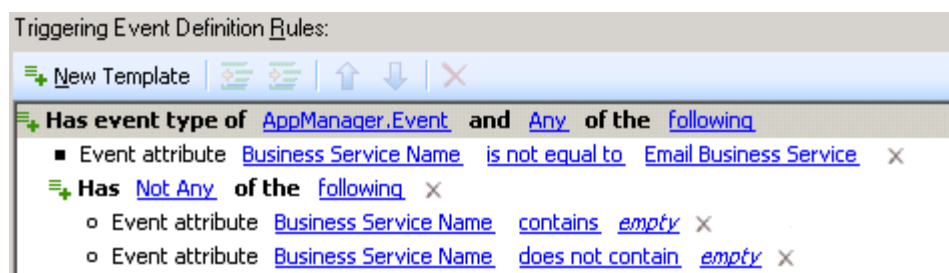 Triggering Event Definition Rules:
New Template
Has event type of AppManager.Event and Any of the following
Event attribute Business Service Name is not equal to Email Business Service
Has Not Any of the following
Event attribute Business Service Name contains empty
Event attribute Business Service Name does not contain empty